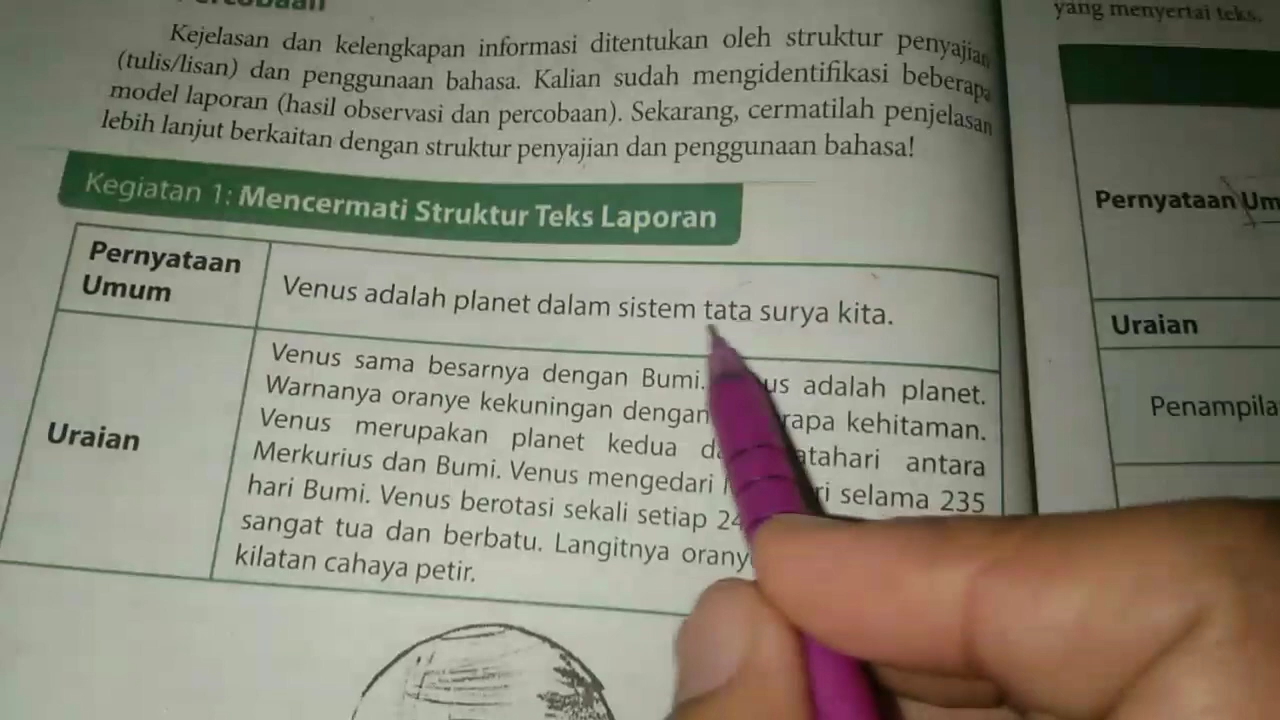 yang menyertai teks.
Kejelasan dan kelengkapan informasi ditentukan oleh struktur penyajian
(tulis/lisan) dan penggunaan bahasa. Kalian sudah mengidentifikasi beberapa
model laporan (hasil observasi dan percobaan). Sekarang, cermatilah penjelasan
lebih lanjut berkaitan dengan struktur penyajian dan penggunaan bahasa!
Kegiatan 1: Mencermati Struktur Teks Laporan
Pernyataan
Umum
Venus adalah planet dalam sistem tata surya kita.
Uraian
Venus sama besarnya dengan Bumi. adalah planet.
Warnanya oranye kekuningan dengan kehitaman.
Venus merupakan planet kedua antara
Merkurius dan Bumi. Venus mengedari selama 235
hari Bumi. Venus berotasi sekali setiap
sangat tua dan berbatu. Langitnya
kilatan cahaya petir.
Pernyataan Um
Uraian
Penampila